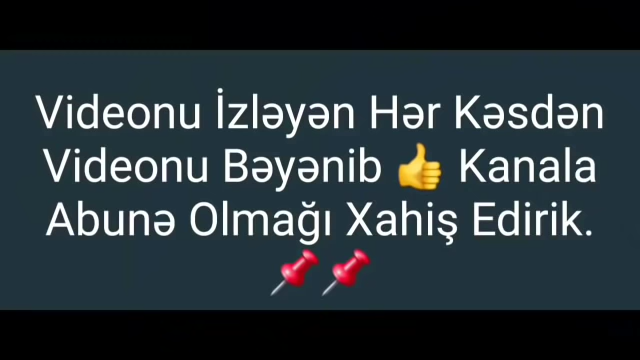 Videonu İzləyən Hər Kəsdən
Videonu Bəyənib 👍 Kanala
Abunə Olmağı Xahiş Edirik.
📌📌